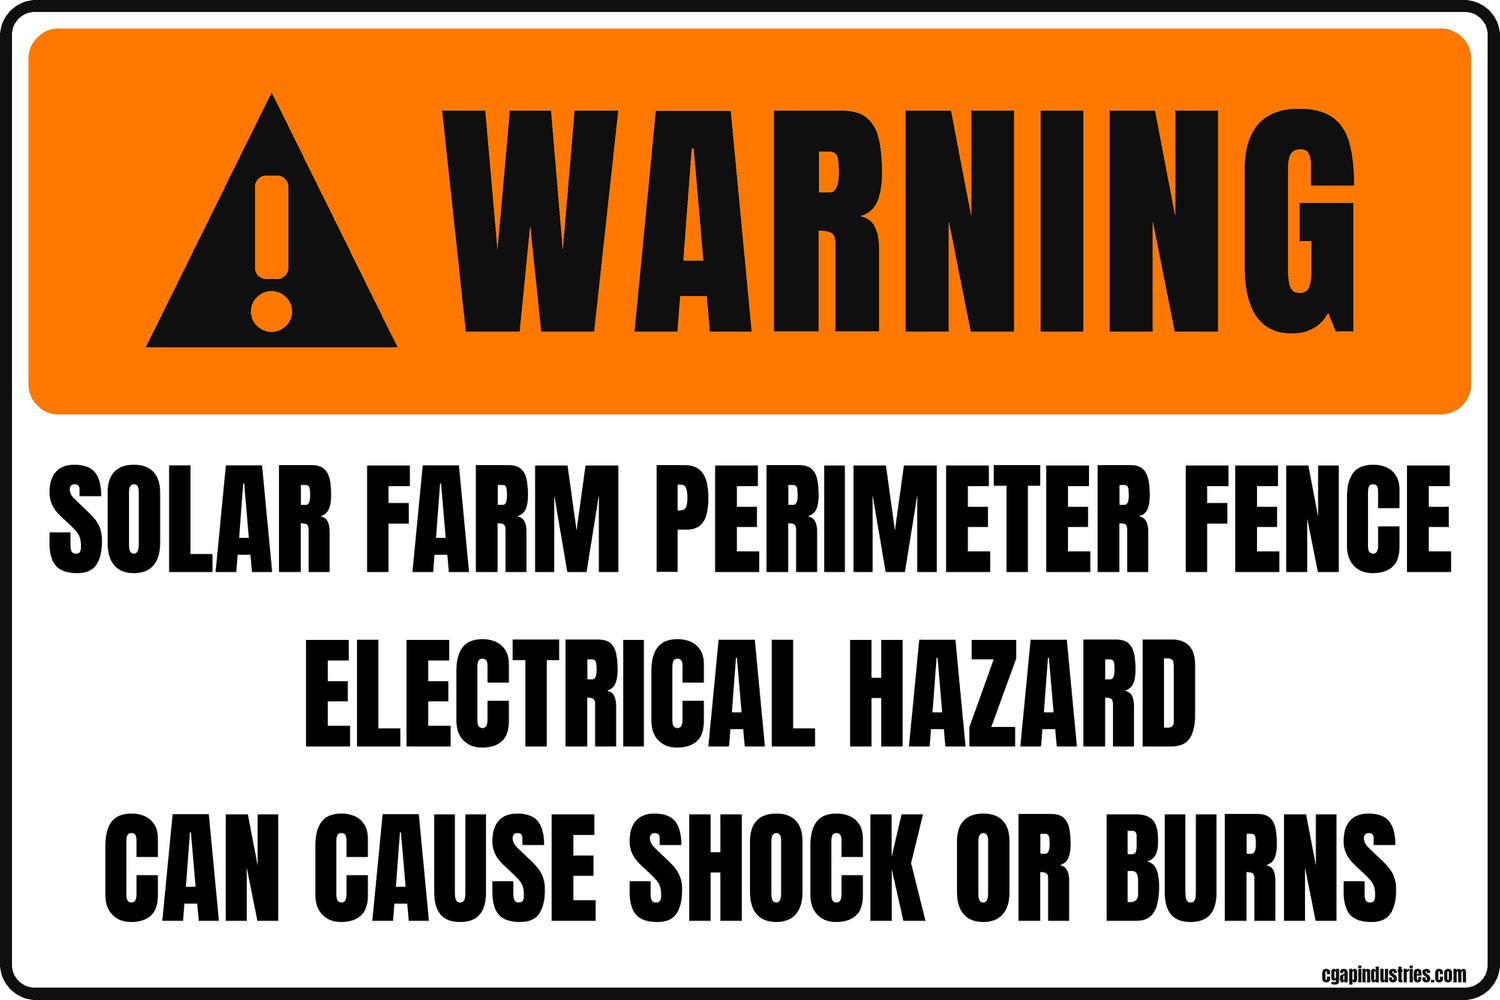 WARNING
SOLAR FARM PERIMETER FENCE
ELECTRICAL HAZARD
CAN CAUSE SHOCK OR BURNS
cgapindustries.com